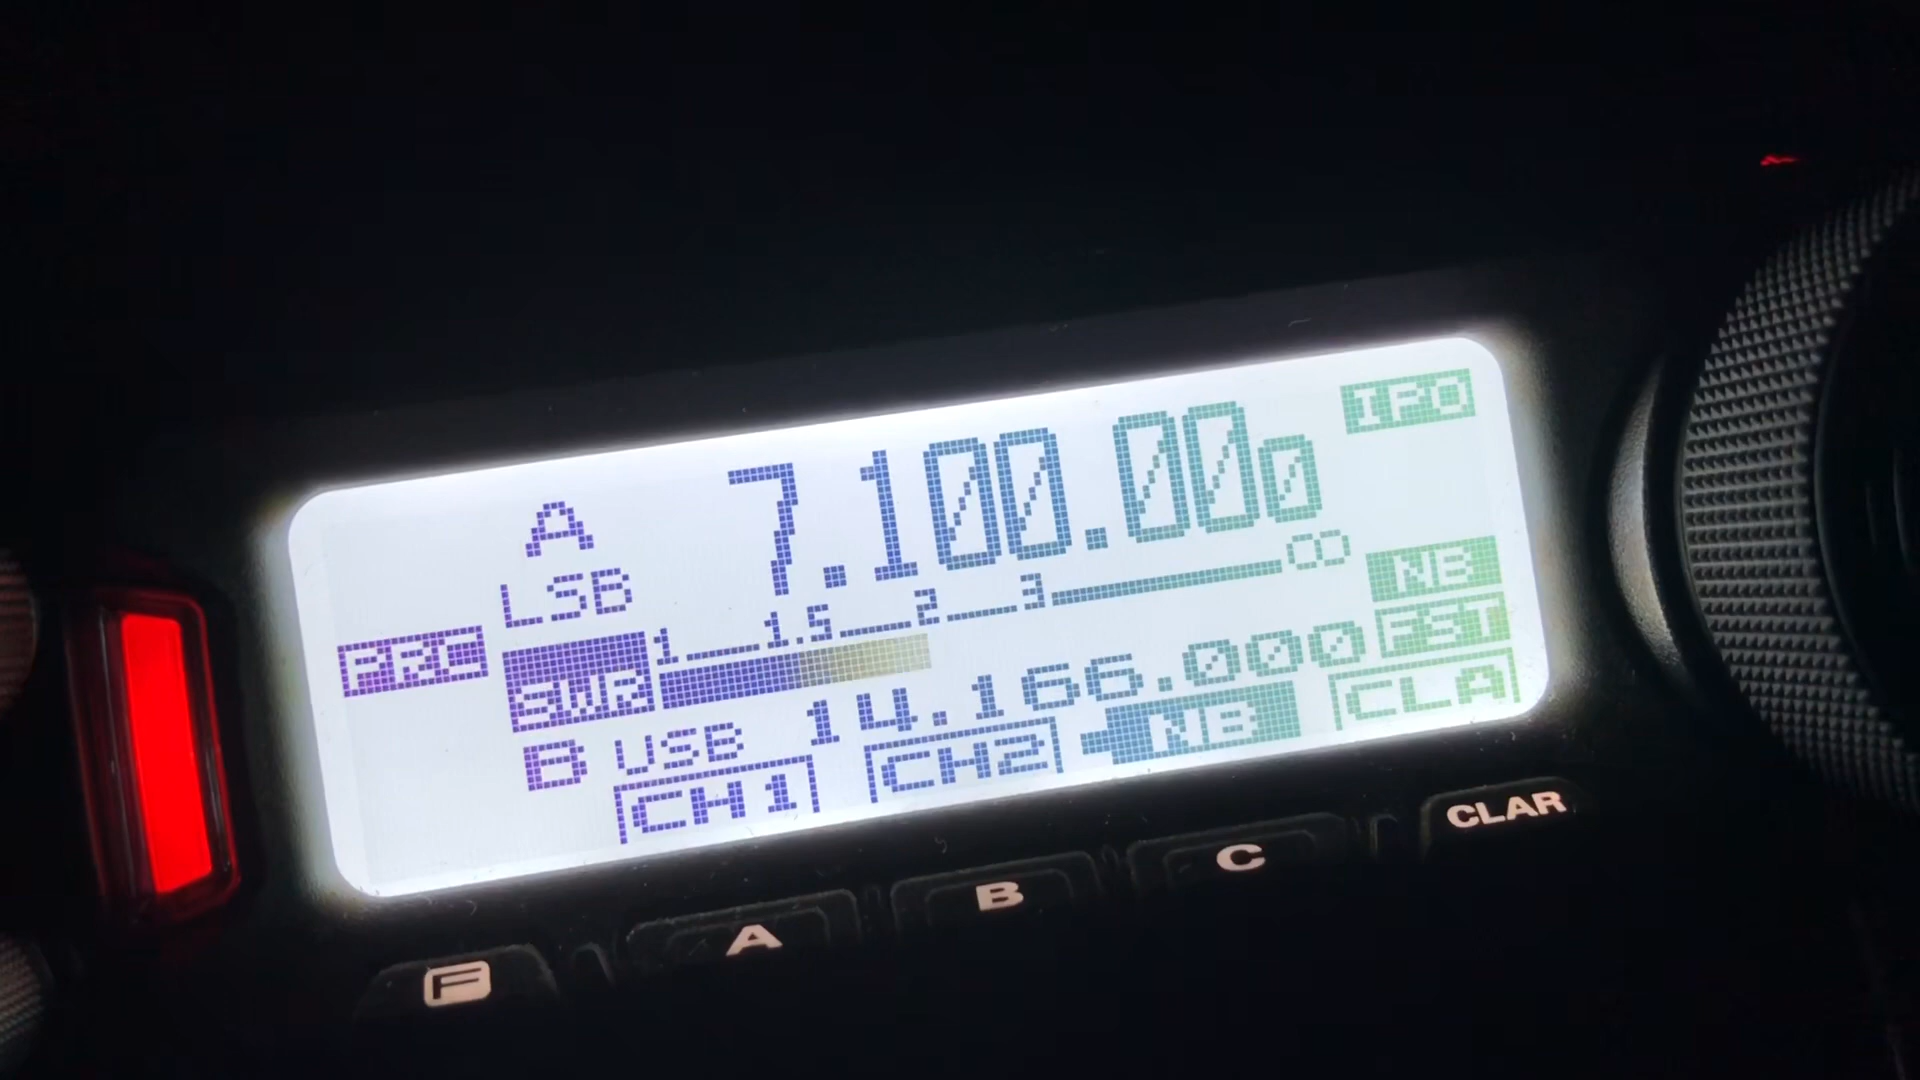 IPO
A 7.100.000
LSB
1 1.5 2 3 ∞ NB
PRC SWR FST
B USB 14.166.000
CH1 CH2 NB CLA
F A B C CLAR